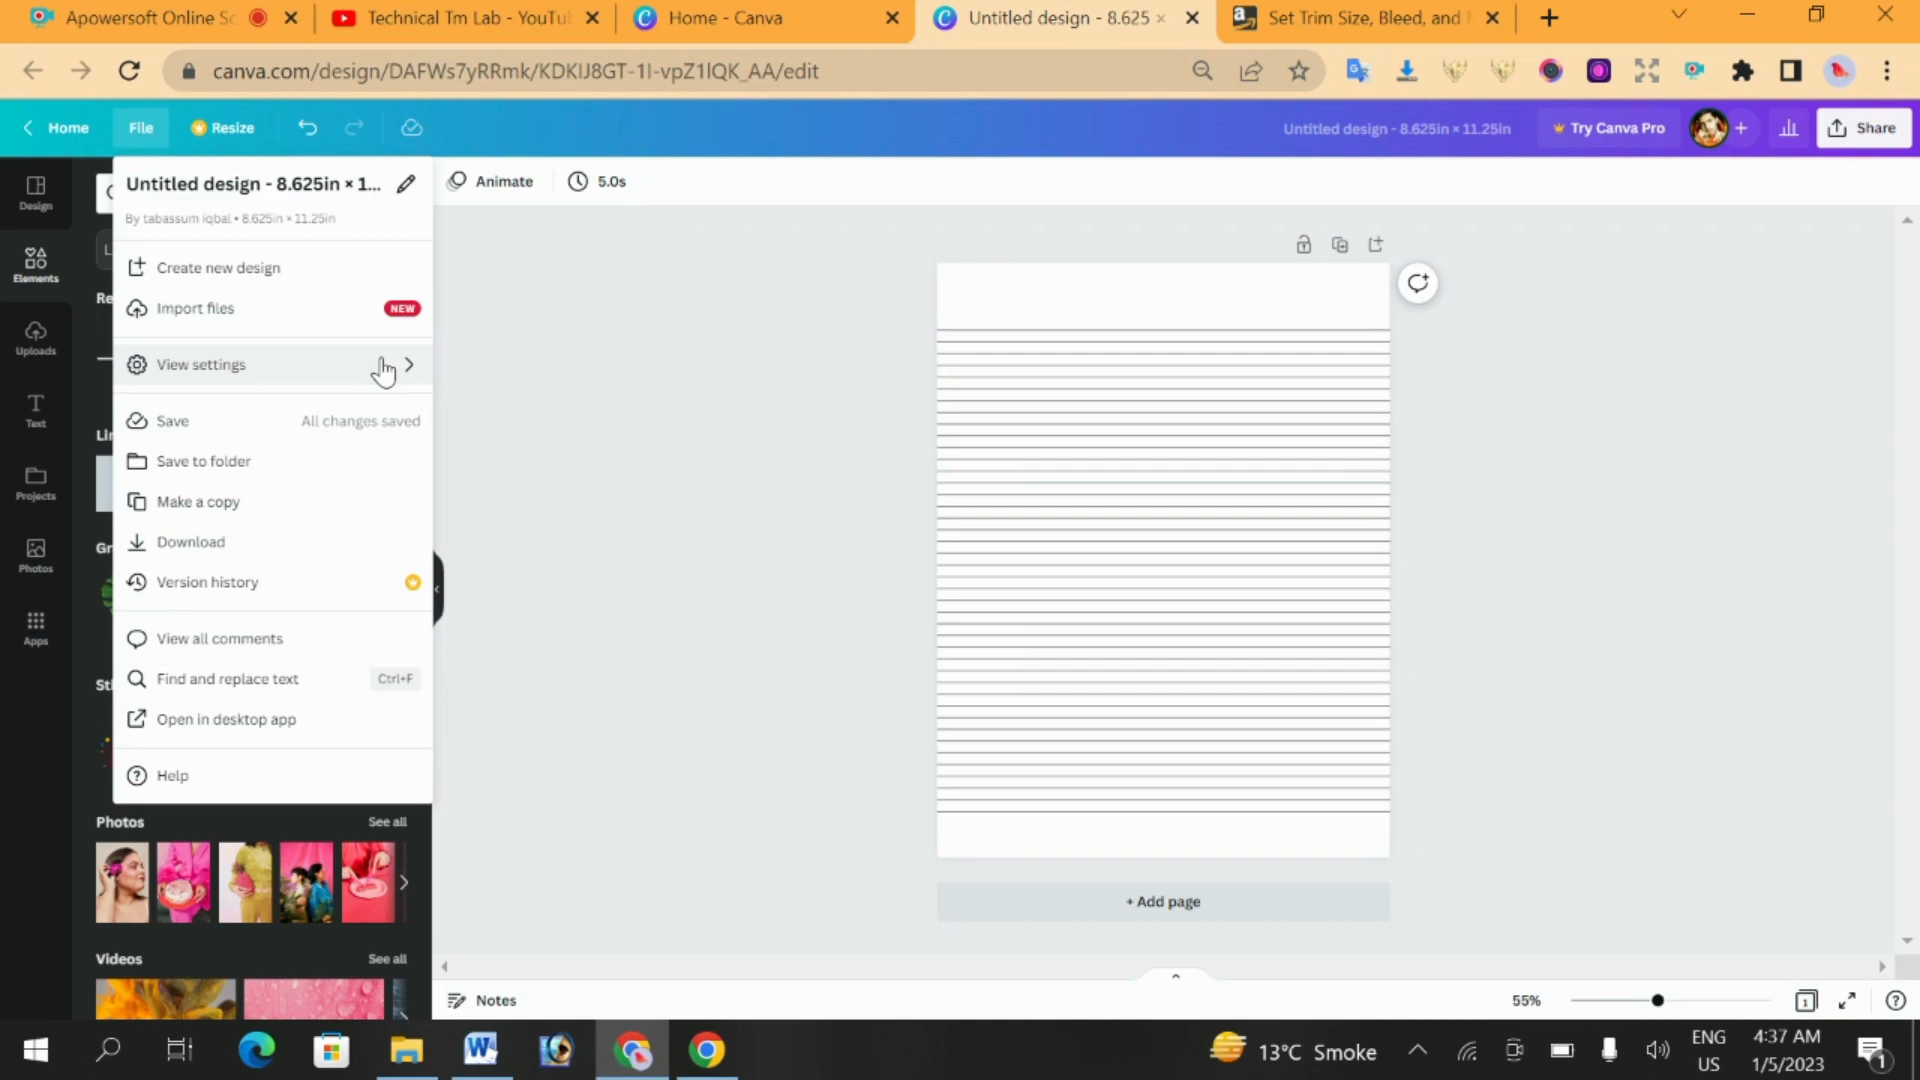 Apowersoft Online Sc
Technical Tm Lab - YouTu
Home - Canva
Untitled design - 8.625
Set Trim Size, Bleed, and
canva.com/design/DAFWs7yRRmk/KDKIJ8GT-1I-vpZ1lQK_AA/edit
Home
File
Resize
Untitled design - 8.625in × 11.25in
Try Canva Pro
Share
Untitled design - 8.625in × 1...
By tabassum iqbal • 8.625in × 11.25in
Animate
5.0s
Design
Elements
Uploads
Text
Projects
Photos
Apps
Create new design
Import files
NEW
View settings
Save
All changes saved
Save to folder
Make a copy
Download
Version history
View all comments
Find and replace text
Ctrl+F
Open in desktop app
Help
Photos
See all
Videos
See all
+ Add page
Notes
55%
1
13°C Smoke
ENG
US
4:37 AM
1/5/2023
1